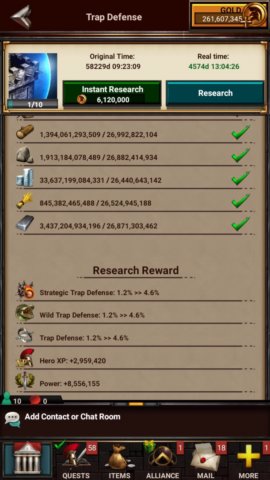 Trap Defense
GOLD
261,607,345
Original Time:
58229d 09:23:09
Real time:
4574d 13:04:26
Instant Research
6,120,000
Research
1/10
1,394,061,293,509 / 26,992,822,104
1,913,184,078,489 / 26,882,414,934
33,637,199,084,331 / 26,440,643,142
845,382,465,488 / 26,524,945,188
3,437,204,934,196 / 26,871,303,462
Research Reward
Strategic Trap Defense: 1.2% >> 4.6%
Wild Trap Defense: 1.2% >> 4.6%
Trap Defense: 1.2% >> 4.6%
Hero XP: +2,959,420
Power: +8,556,155
10
0
Add Contact or Chat Room
58
1
18
1
QUESTS
ITEMS
ALLIANCE
MAIL
MORE